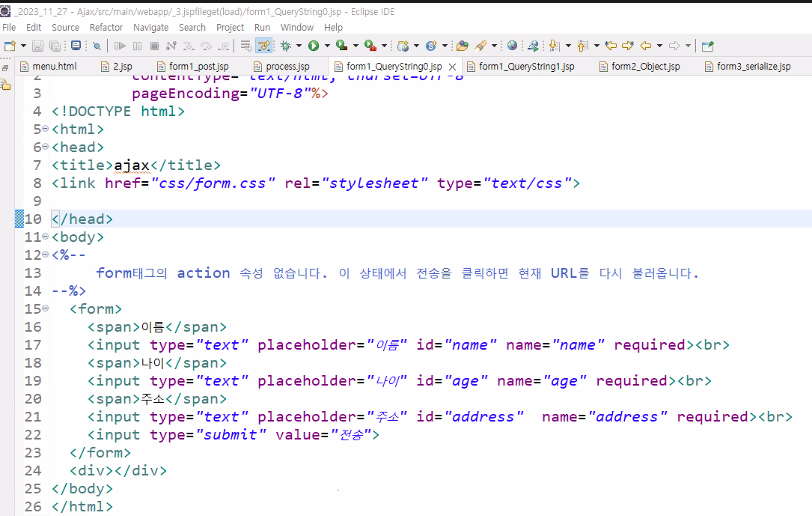 _2023_11_27 - Ajax/src/main/webapp/_3.jspfileget(load)/form1_QueryString0.jsp - Eclipse IDE
File Edit Source Refactor Navigate Search Project Run Window Help
menu.html 2.jsp form1_post.jsp process.jsp form1_QueryString0.jsp form1_QueryString1.jsp form2_Object.jsp form3_serialize.jsp
2 contentType="text/html; charset=UTF-8"
3 pageEncoding="UTF-8"%>
4 <!DOCTYPE html>
5 <html>
6 <head>
7 <title>ajax</title>
8 <link href="css/form.css" rel="stylesheet" type="text/css">
9
10 </head>
11 <body>
12 <%--
13 form태그의 action 속성 없습니다. 이 상태에서 전송을 클릭하면 현재 URL를 다시 불러옵니다.
14 --%>
15 <form>
16 <span>이름</span>
17 <input type="text" placeholder="이름" id="name" name="name" required><br>
18 <span>나이</span>
19 <input type="text" placeholder="나이" id="age" name="age" required><br>
20 <span>주소</span>
21 <input type="text" placeholder="주소" id="address" name="address" required><br>
22 <input type="submit" value="전송">
23 </form>
24 <div></div>
25 </body>
26 </html>